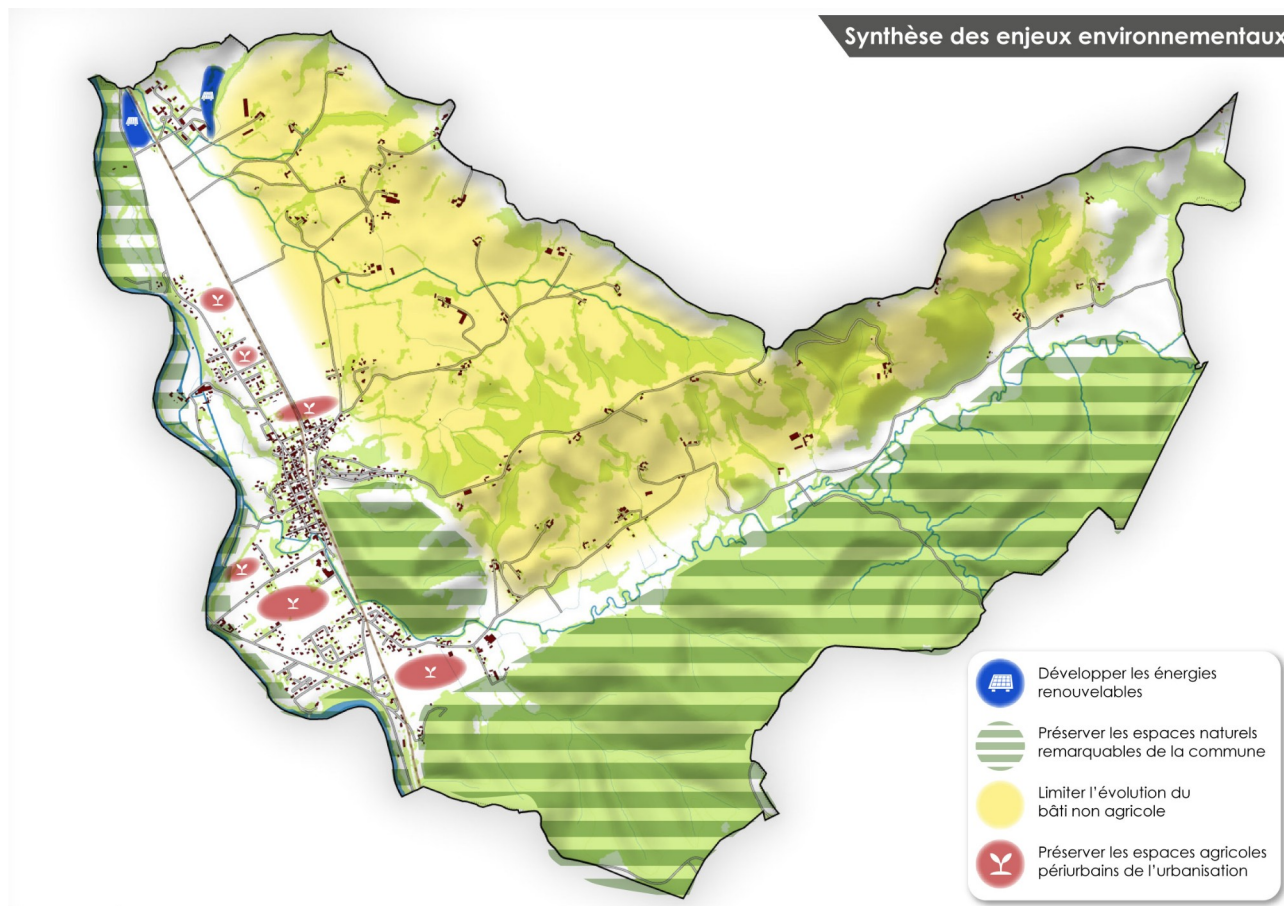 Synthèse des enjeux environnementaux
Développer les énergies
renouvelables
Préserver les espaces naturels
remarquables de la commune
Limiter l'évolution du
bâti non agricole
Préserver les espaces agricoles
périurbains de l'urbanisation